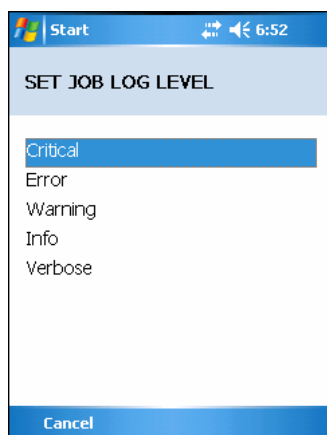 Start 6:52
SET JOB LOG LEVEL
Critical
Error
Warning
Info
Verbose
Cancel